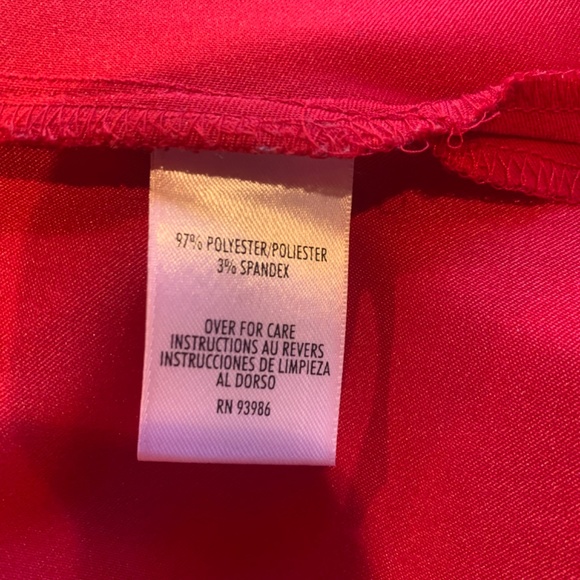 97% POLYESTER/POLIESTER
3% SPANDEX
OVER FOR CARE
INSTRUCTIONS AU REVERS
INSTRUCCIONES DE LIMPIEZA
AL DORSO
RN 93986